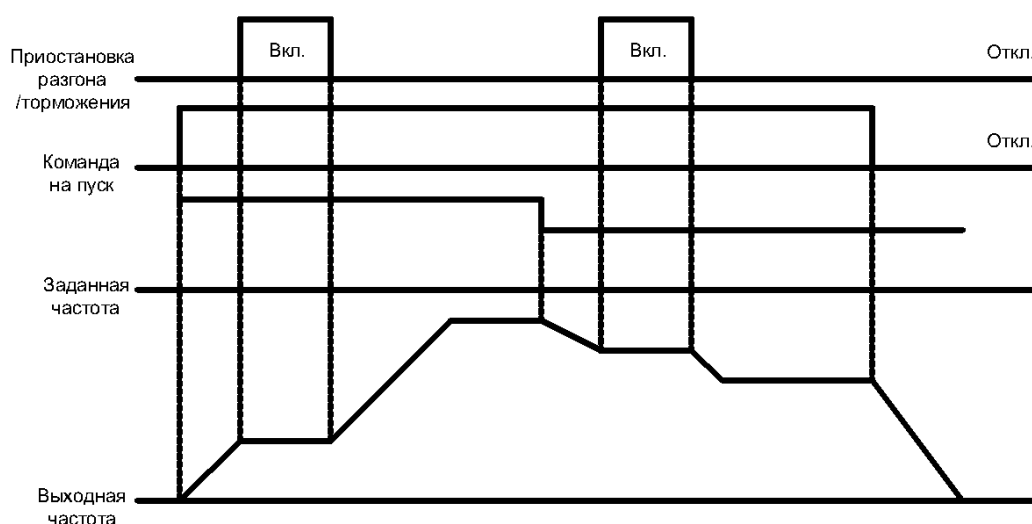 Вкл.
Вкл.
Откл.
Приостановка
разгона
/торможения
Откл.
Команда
на пуск
Заданная
частота
Выходная
частота